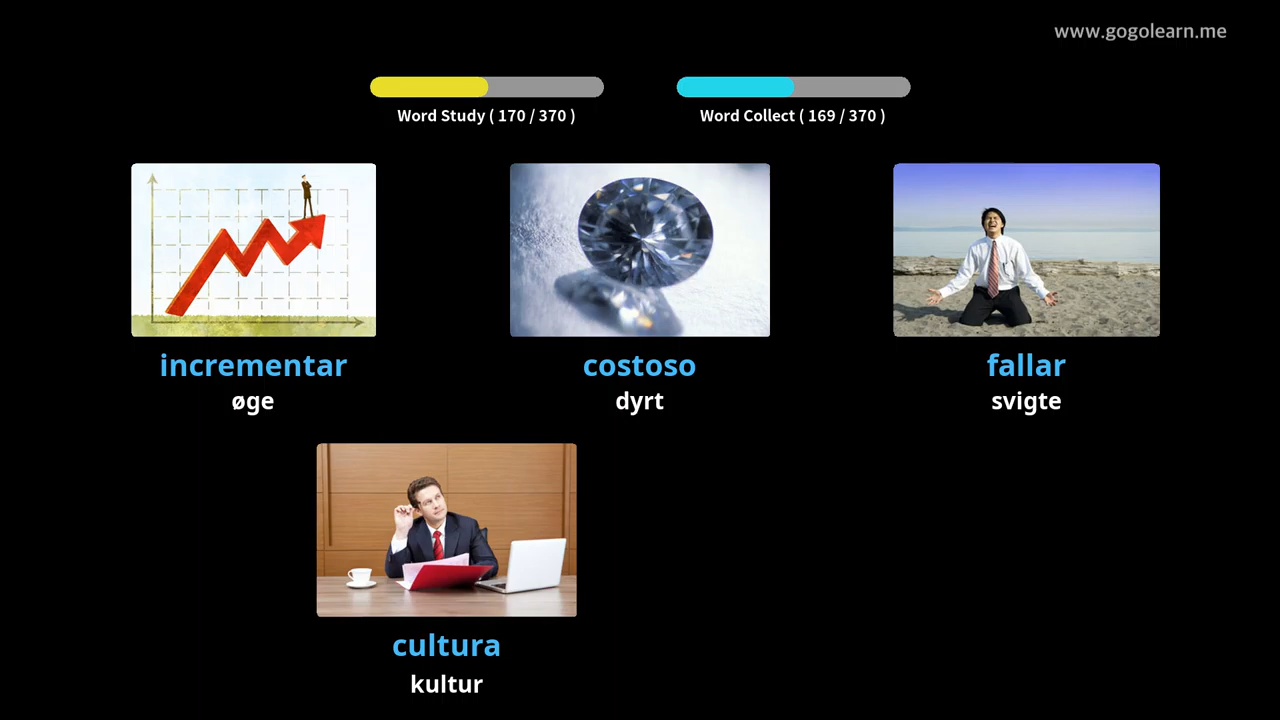 www.gogolearn.me
Word Study ( 170 / 370 )
Word Collect ( 169 / 370 )
incrementar
øge
costoso
dyrt
fallar
svigte
cultura
kultur